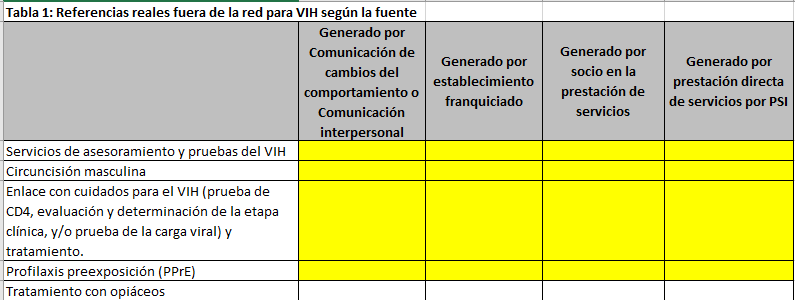 Tabla 1: Referencias reales fuera de la red para VIH según la fuente
Generado por
Comunicación de
cambios del
comportamiento o
Comunicación
interpersonal
Generado por
establecimiento
franquiciado
Generado por
socio en la
prestación de
servicios
Generado por
prestación directa
de servicios por PSI
Servicios de asesoramiento y pruebas del VIH
Circuncisión masculina
Enlace con cuidados para el VIH (prueba de
CD4, evaluación y determinación de la etapa
clínica, y/o prueba de la carga viral) y
tratamiento.
Profilaxis preexposición (PPrE)
Tratamiento con opiáceos